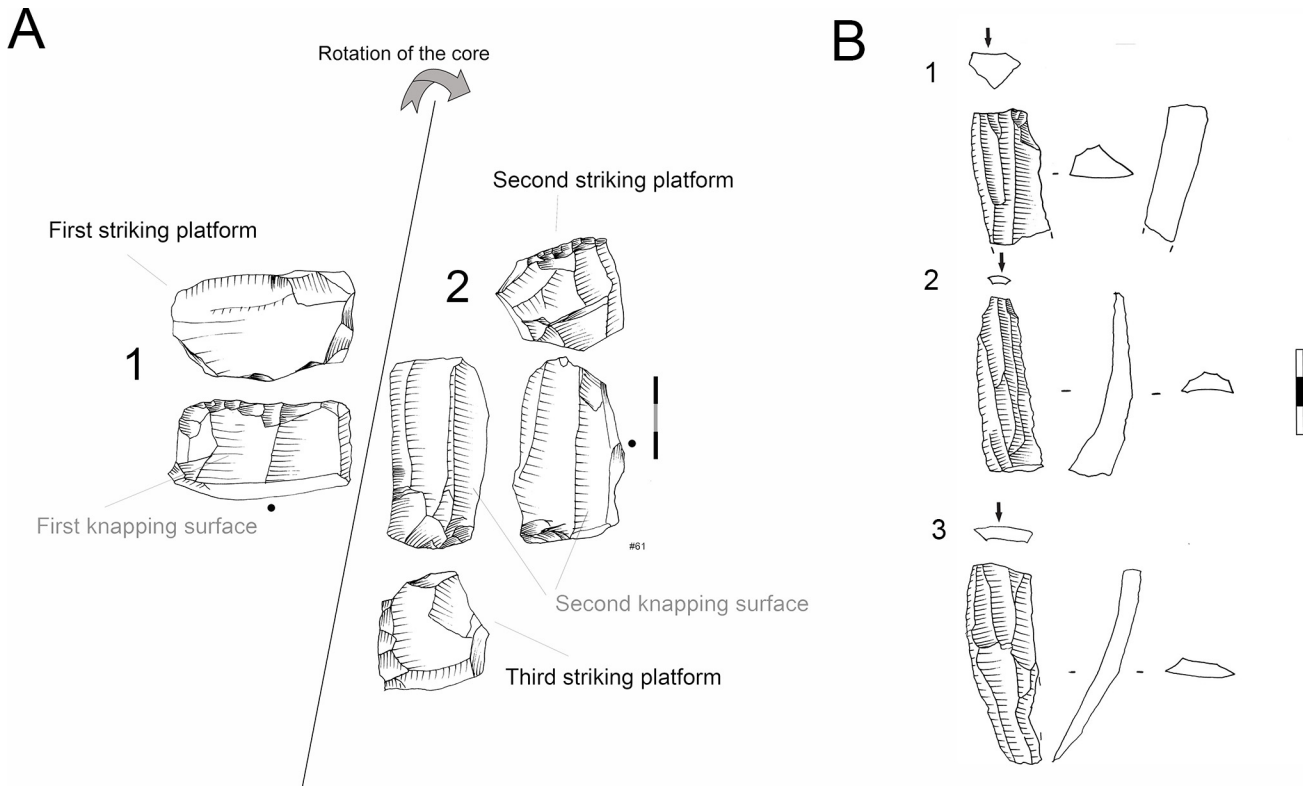 A
Rotation of the core
Second striking platform
First striking platform
1
2
First knapping surface
#61
Second knapping surface
Third striking platform
B
1
2
3